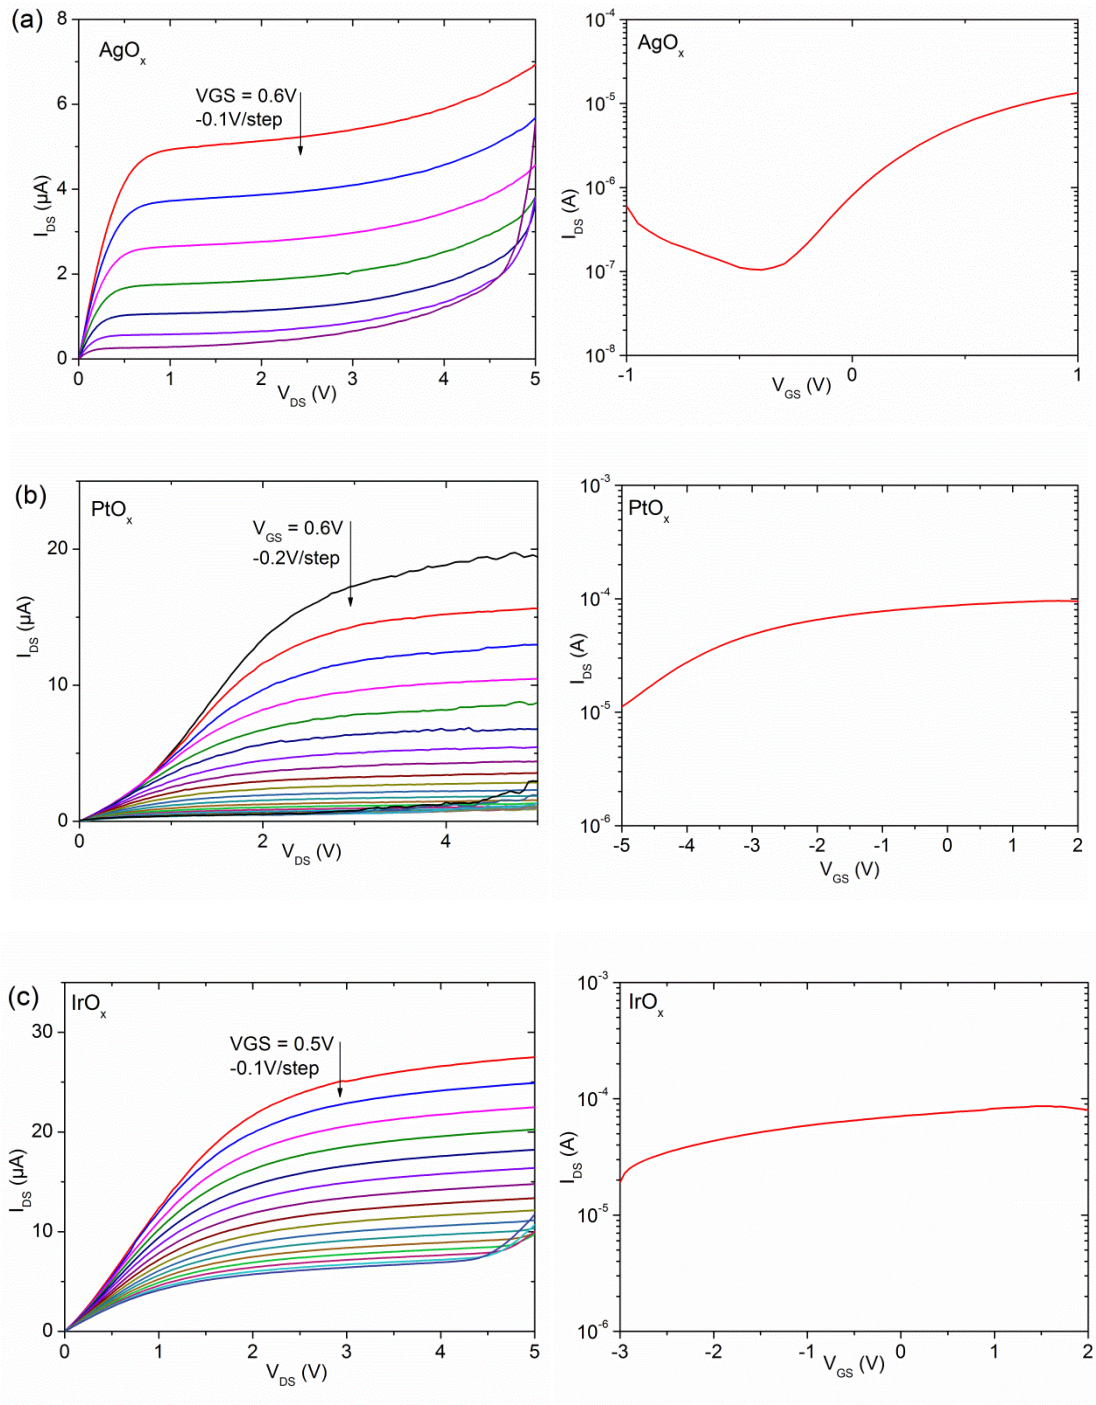 (a)
AgOx
VGS = 0.6V
-0.1V/step
IDS (µA)
8
6
4
2
0
0 1 2 3 4 5
VDS (V)
AgOx
IDS (A)
10-4
10-5
10-6
10-7
10-8
-1 0 1
VGS (V)
(b)
PtOx
VGS = 0.6V
-0.2V/step
IDS (µA)
20
10
0
0 2 4
VDS (V)
PtOx
IDS (A)
10-3
10-4
10-5
10-6
-5 -4 -3 -2 -1 0 1 2
VGS (V)
(c)
IrOx
VGS = 0.5V
-0.1V/step
IDS (µA)
30
20
10
0
0 1 2 3 4 5
VDS (V)
IrOx
IDS (A)
10-3
10-4
10-5
10-6
-3 -2 -1 0 1 2
VGS (V)